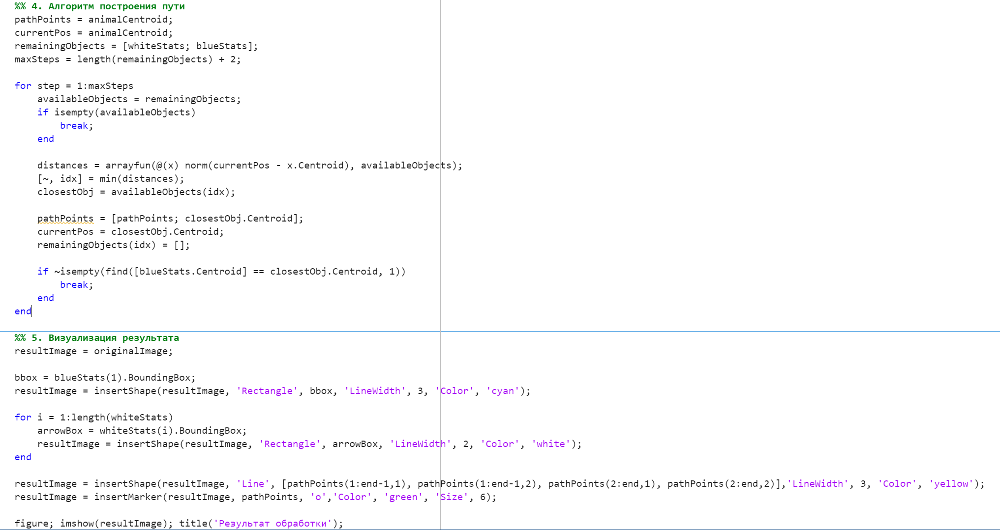 %% 4. Алгоритм построения пути
pathPoints = animalCentroid;
currentPos = animalCentroid;
remainingObjects = [whiteStats; blueStats];
maxSteps = length(remainingObjects) + 2;
for step = 1:maxSteps
availableObjects = remainingObjects;
if isempty(availableObjects)
break;
end
distances = arrayfun(@(x) norm(currentPos - x.Centroid), availableObjects);
[~, idx] = min(distances);
closestObj = availableObjects(idx);
pathPoints = [pathPoints; closestObj.Centroid];
currentPos = closestObj.Centroid;
remainingObjects(idx) = [];
if ~isempty(find([blueStats.Centroid] == closestObj.Centroid, 1))
break;
end
end
%% 5. Визуализация результата
resultImage = originalImage;
bbox = blueStats(1).BoundingBox;
resultImage = insertShape(resultImage, 'Rectangle', bbox, 'LineWidth', 3, 'Color', 'cyan');
for i = 1:length(whiteStats)
arrowBox = whiteStats(i).BoundingBox;
resultImage = insertShape(resultImage, 'Rectangle', arrowBox, 'LineWidth', 2, 'Color', 'white');
end
resultImage = insertShape(resultImage, 'Line', [pathPoints(1:end-1,1), pathPoints(1:end-1,2), pathPoints(2:end,1), pathPoints(2:end,2)],'LineWidth', 3, 'Color', 'yellow');
resultImage = insertMarker(resultImage, pathPoints, 'o','Color', 'green', 'Size', 6);
figure; imshow(resultImage); title('Результат обработки');